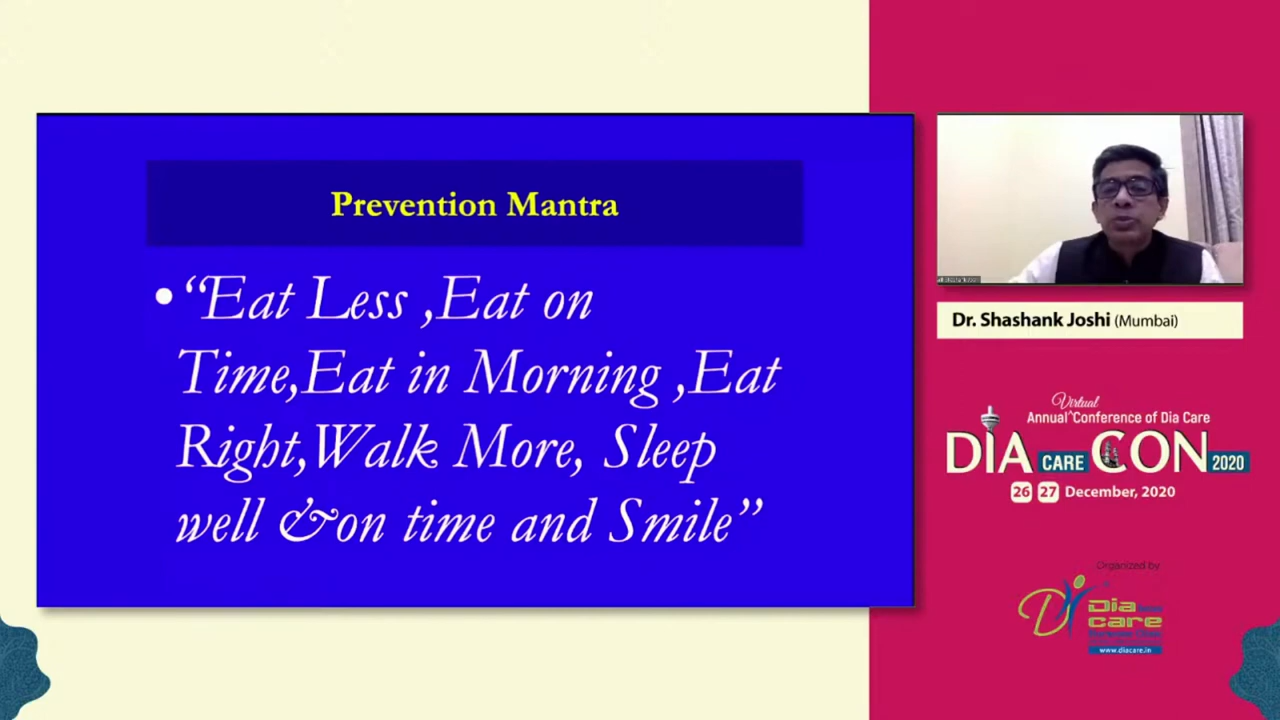 Prevention Mantra
•“Eat Less ,Eat on
Time,Eat in Morning ,Eat
Right,Walk More, Sleep
well &on time and Smile”
Dr. Shashank Joshi (Mumbai)
Virtual
Annual^Conference of Dia Care
DIA CARE CON 2020
26 27 December, 2020
Organized by
Dia
care
www.diacare.in